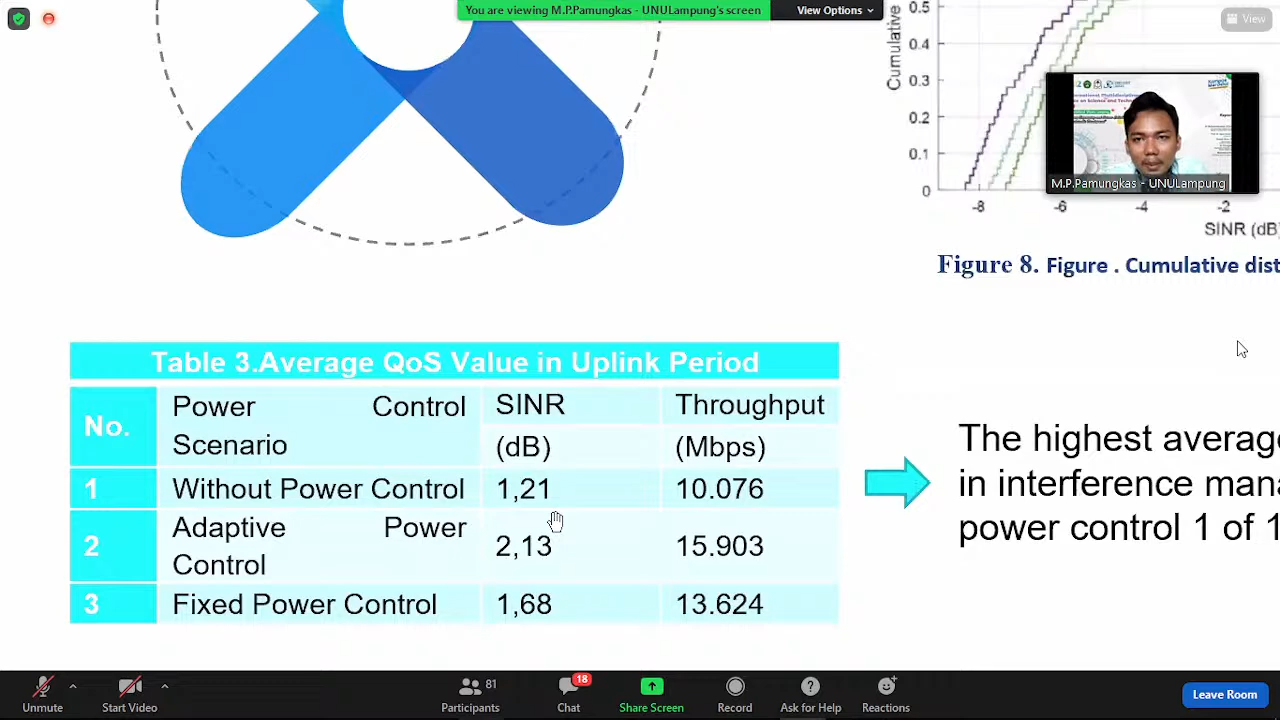 You are viewing M.P.Pamungkas - UNULampung's screen
View Options
View
Cumulative
0.5
0.4
0.3
0.2
0.1
0
-8
-6
-4
-2
SINR (dB)
M.P.Pamungkas - UNULampung
Figure 8. Figure . Cumulative dist
Table 3.Average QoS Value in Uplink Period
No.
Power Control
Scenario
SINR
(dB)
Throughput
(Mbps)
1 Without Power Control 1,21 10.076
2 Adaptive Power
Control 2,13 15.903
3 Fixed Power Control 1,68 13.624
The highest average
in interference mana
power control 1 of 1
Unmute
Start Video
81
Participants
18
Chat
Share Screen
Record
Ask for Help
Reactions
Leave Room